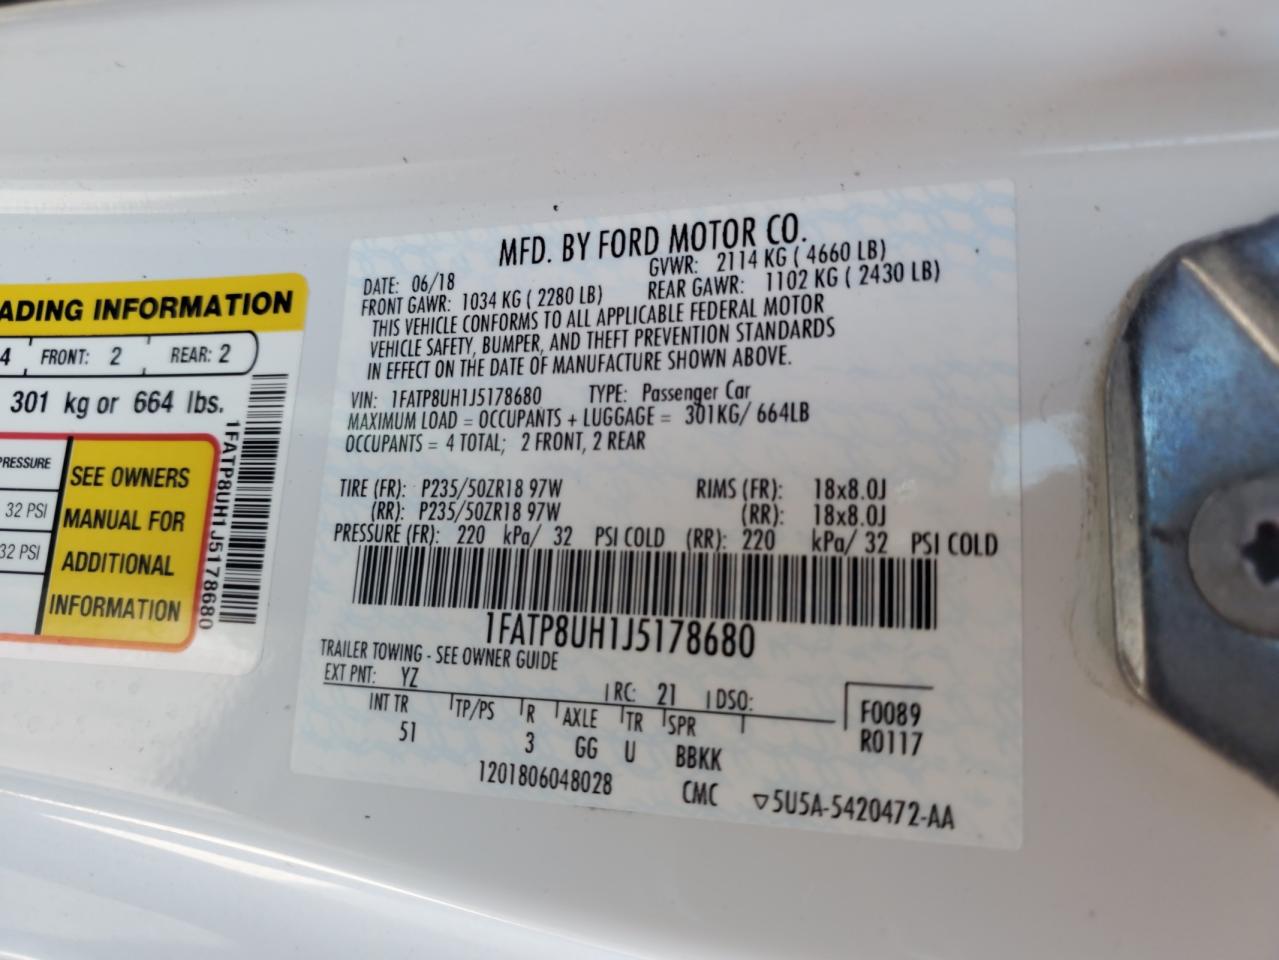 ADING INFORMATION
4 FRONT: 2 REAR: 2
301 kg or 664 lbs.
PRESSURE
32 PSI
32 PSI
SEE OWNERS
MANUAL FOR
ADDITIONAL
INFORMATION
1FATP8UH1J5178680
MFD. BY FORD MOTOR CO.
DATE: 06/18 GVWR: 2114 KG ( 4660 LB)
FRONT GAWR: 1034 KG ( 2280 LB) REAR GAWR: 1102 KG ( 2430 LB)
THIS VEHICLE CONFORMS TO ALL APPLICABLE FEDERAL MOTOR
VEHICLE SAFETY, BUMPER, AND THEFT PREVENTION STANDARDS
IN EFFECT ON THE DATE OF MANUFACTURE SHOWN ABOVE.
VIN: 1FATP8UH1J5178680 TYPE: Passenger Car
MAXIMUM LOAD = OCCUPANTS + LUGGAGE = 301KG/ 664LB
OCCUPANTS = 4 TOTAL; 2 FRONT, 2 REAR
TIRE (FR): P235/50ZR18 97W RIMS (FR): 18x8.0J
(RR): P235/50ZR18 97W (RR): 18x8.0J
PRESSURE (FR): 220 kPa/ 32 PSI COLD (RR): 220 kPa/ 32 PSI COLD
1FATP8UH1J5178680
TRAILER TOWING - SEE OWNER GUIDE
EXT PNT: YZ RC: 21 DSO:
INT TR TP/PS R AXLE TR SPR F0089
51 3 GG U BBKK R0117
1201806048028 CMC ▽5U5A-5420472-AA